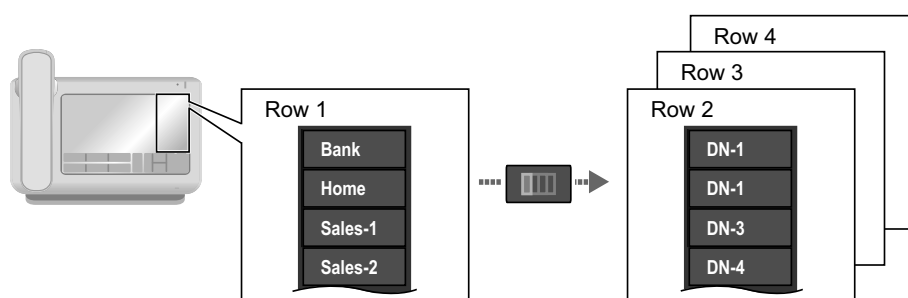 Row 4
Row 3
Row 1
Row 2
Bank
DN-1
Home
DN-1
Sales-1
DN-3
Sales-2
DN-4